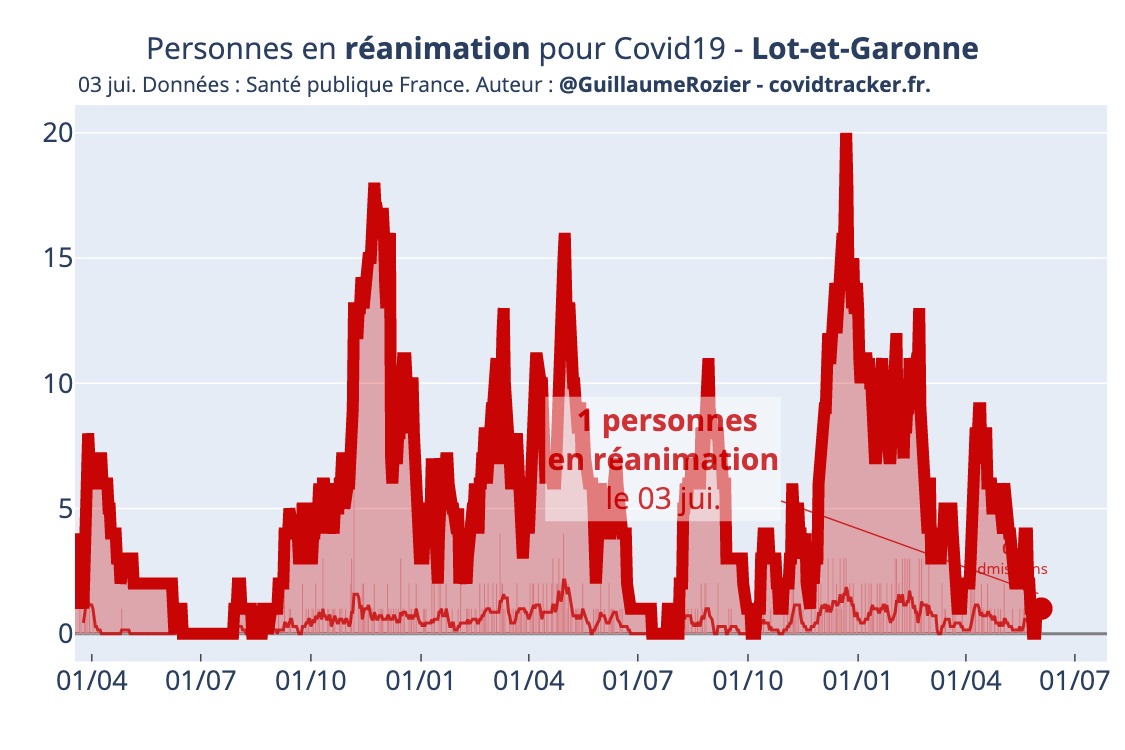 Personnes en réanimation pour Covid19 - Lot-et-Garonne
03 jui. Données : Santé publique France. Auteur : @GuillaumeRozier - covidtracker.fr.
20
15
10
5
0
1 personnes
en réanimation
le 03 jui.
01/04 01/07 01/10 01/01 01/04 01/07 01/10 01/01 01/04 01/07